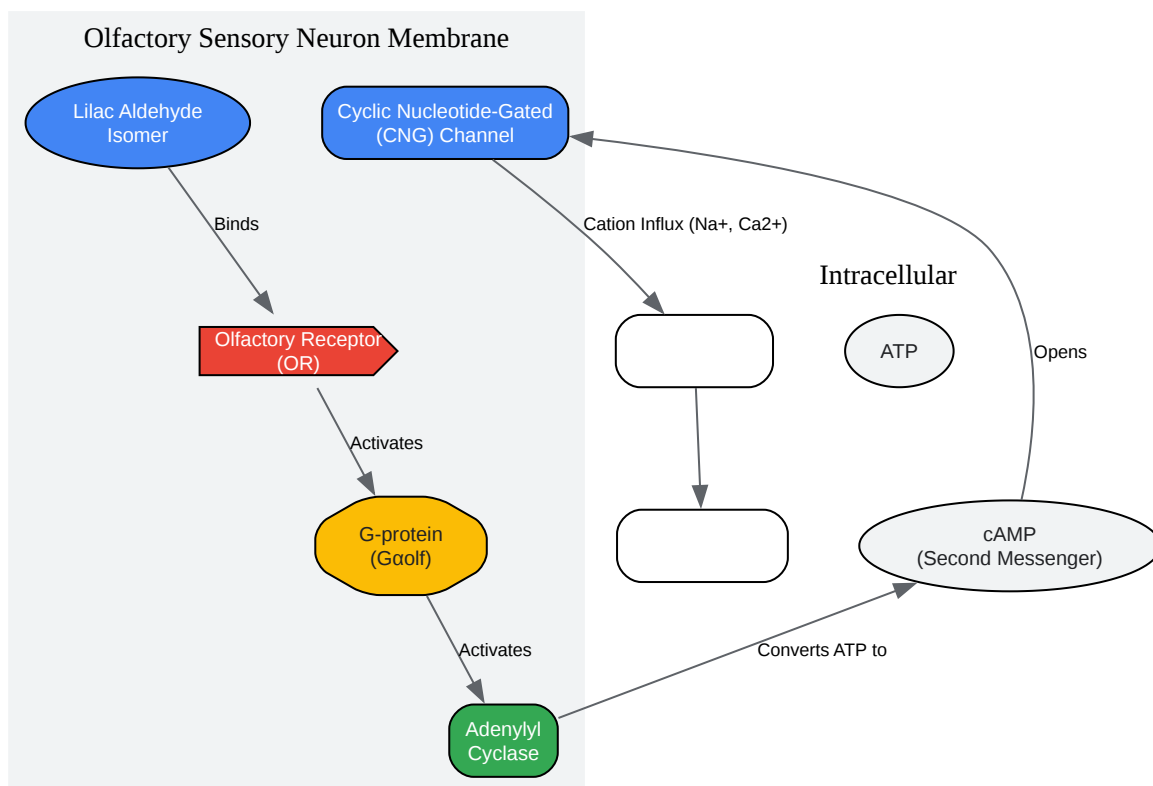 Olfactory Sensory Neuron Membrane
Lilac Aldehyde
Isomer
Cyclic Nucleotide-Gated
(CNG) Channel
Binds
Cation Influx (Na+, Ca2+)
Intracellular
Olfactory Receptor
(OR)
ATP
Opens
Activates
G-protein
(Gαolf)
cAMP
(Second Messenger)
Activates
Converts ATP to
Adenylyl
Cyclase